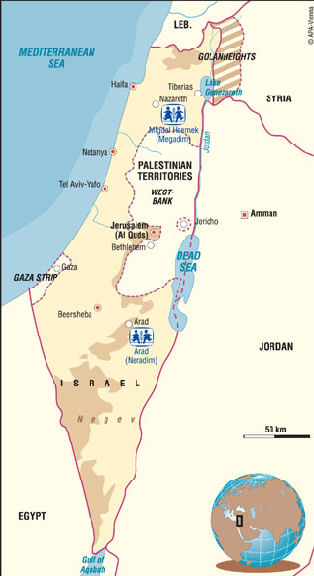 LEB.
© APA-Vienna
MEDITERRANEAN
SEA
GOLAN HEIGHTS
Haifa
Tiberias
Lake
Genezareth
Nazareth
SYRIA
Migdal Haemek
Megadim
Jordan
Netanya
PALESTINIAN
TERRITORIES
Tel Aviv-Yafo
WEST-
BANK
Amman
Jericho
Jerusalem
(Al Quds)
Bethlehem
DEAD
SEA
GAZA STRIP
Gaza
Beersheba
Arad
Arad
(Neradim)
JORDAN
ISRAEL
Negev
50 km
EGYPT
Gulf of
Aqabah